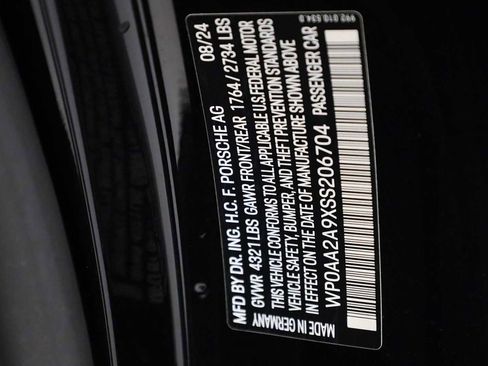 992.010.534.D
MFD BY DR. ING. H.C. F. PORSCHE AG 08/24
GVWR 4321 LBS GAWR FRONT/REAR 1764 / 2734 LBS
THIS VEHICLE CONFORMS TO ALL APPLICABLE U.S. FEDERAL MOTOR
VEHICLE SAFETY, BUMPER, AND THEFT PREVENTION STANDARDS
IN EFFECT ON THE DATE OF MANUFACTURE SHOWN ABOVE
WP0AA2A9XSS206704 PASSENGER CAR
MADE IN GERMANY